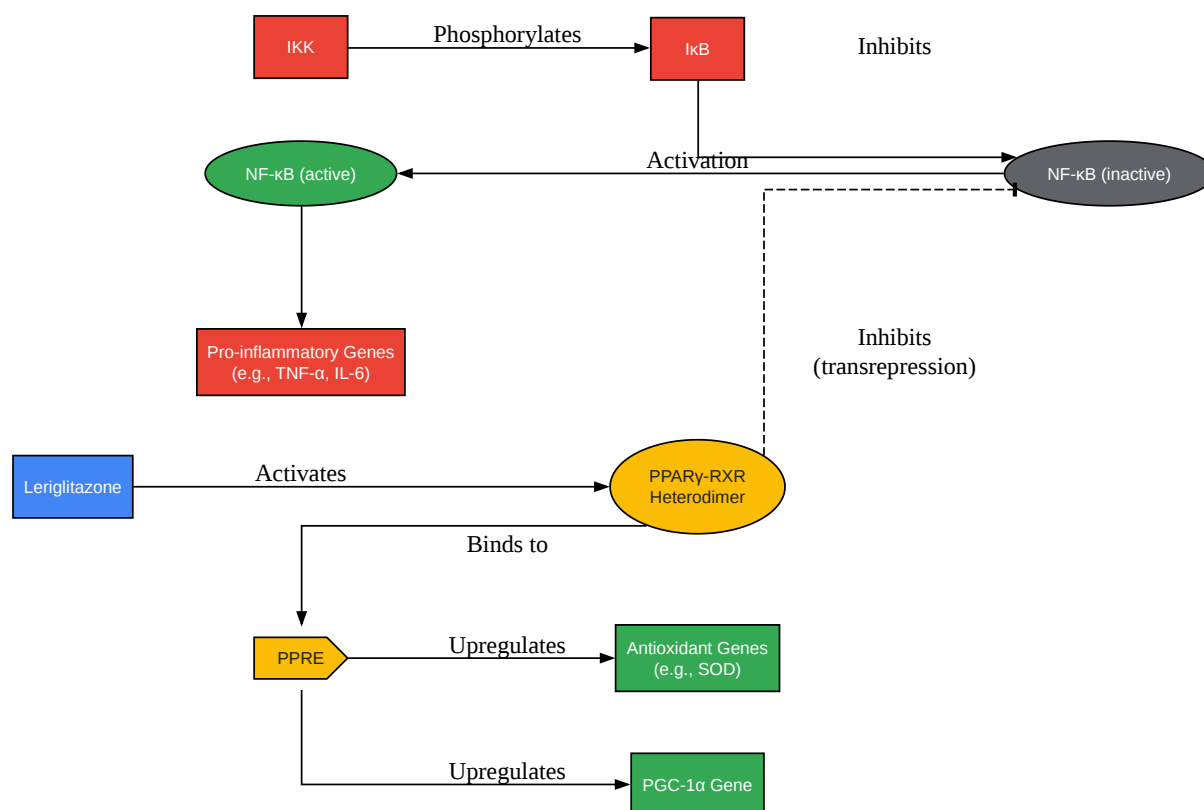 IKK
Phosphorylates
IκB
Inhibits
NF-κB (active)
Activation
NF-κB (inactive)
Pro-inflammatory Genes
(e.g., TNF-α, IL-6)
Inhibits
(transrepression)
Leriglitazone
Activates
PPARγ-RXR
Heterodimer
Binds to
PPRE
Upregulates
Antioxidant Genes
(e.g., SOD)
Upregulates
PGC-1α Gene